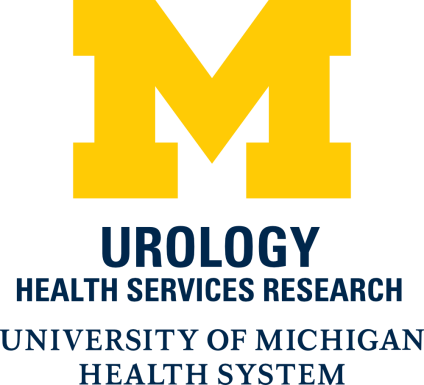 M
UROLOGY
HEALTH SERVICES RESEARCH
UNIVERSITY OF MICHIGAN
HEALTH SYSTEM